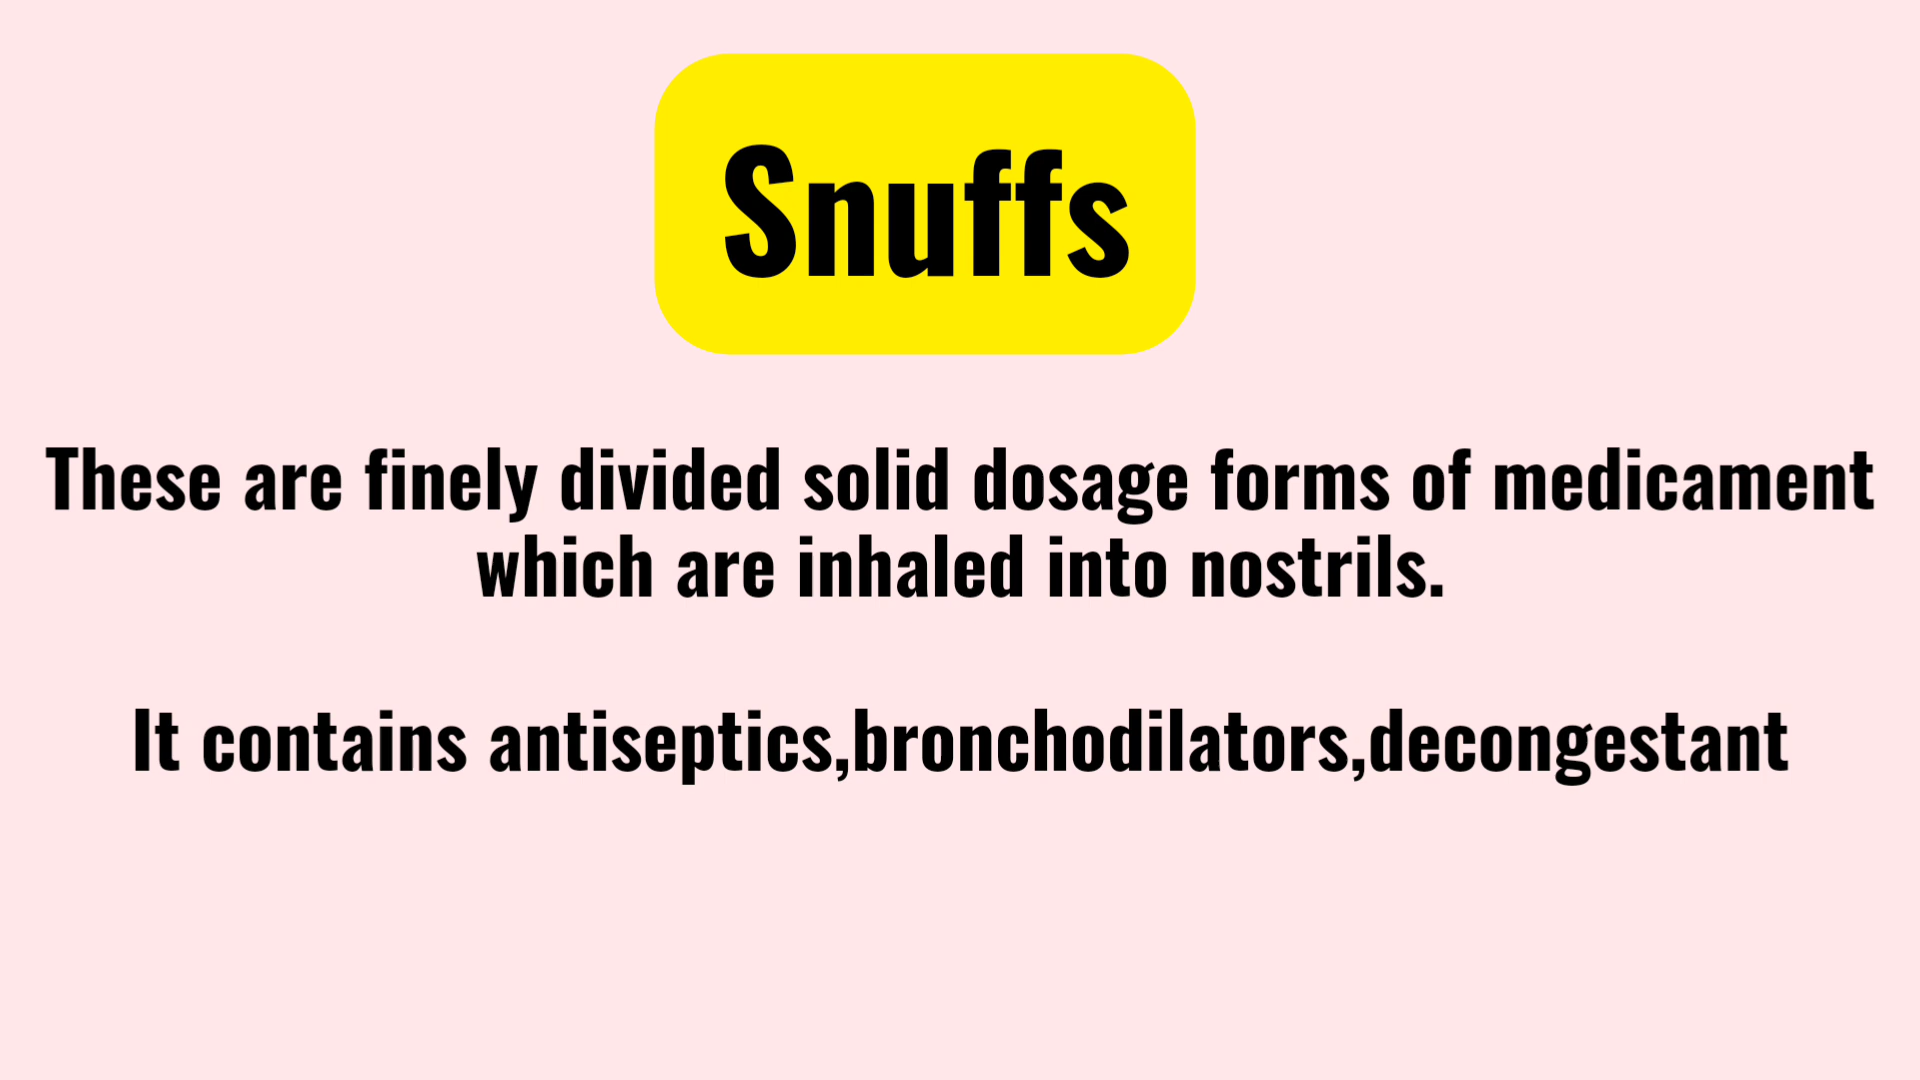 Snuffs
These are finely divided solid dosage forms of medicament
which are inhaled into nostrils.
It contains antiseptics,bronchodilators,decongestant